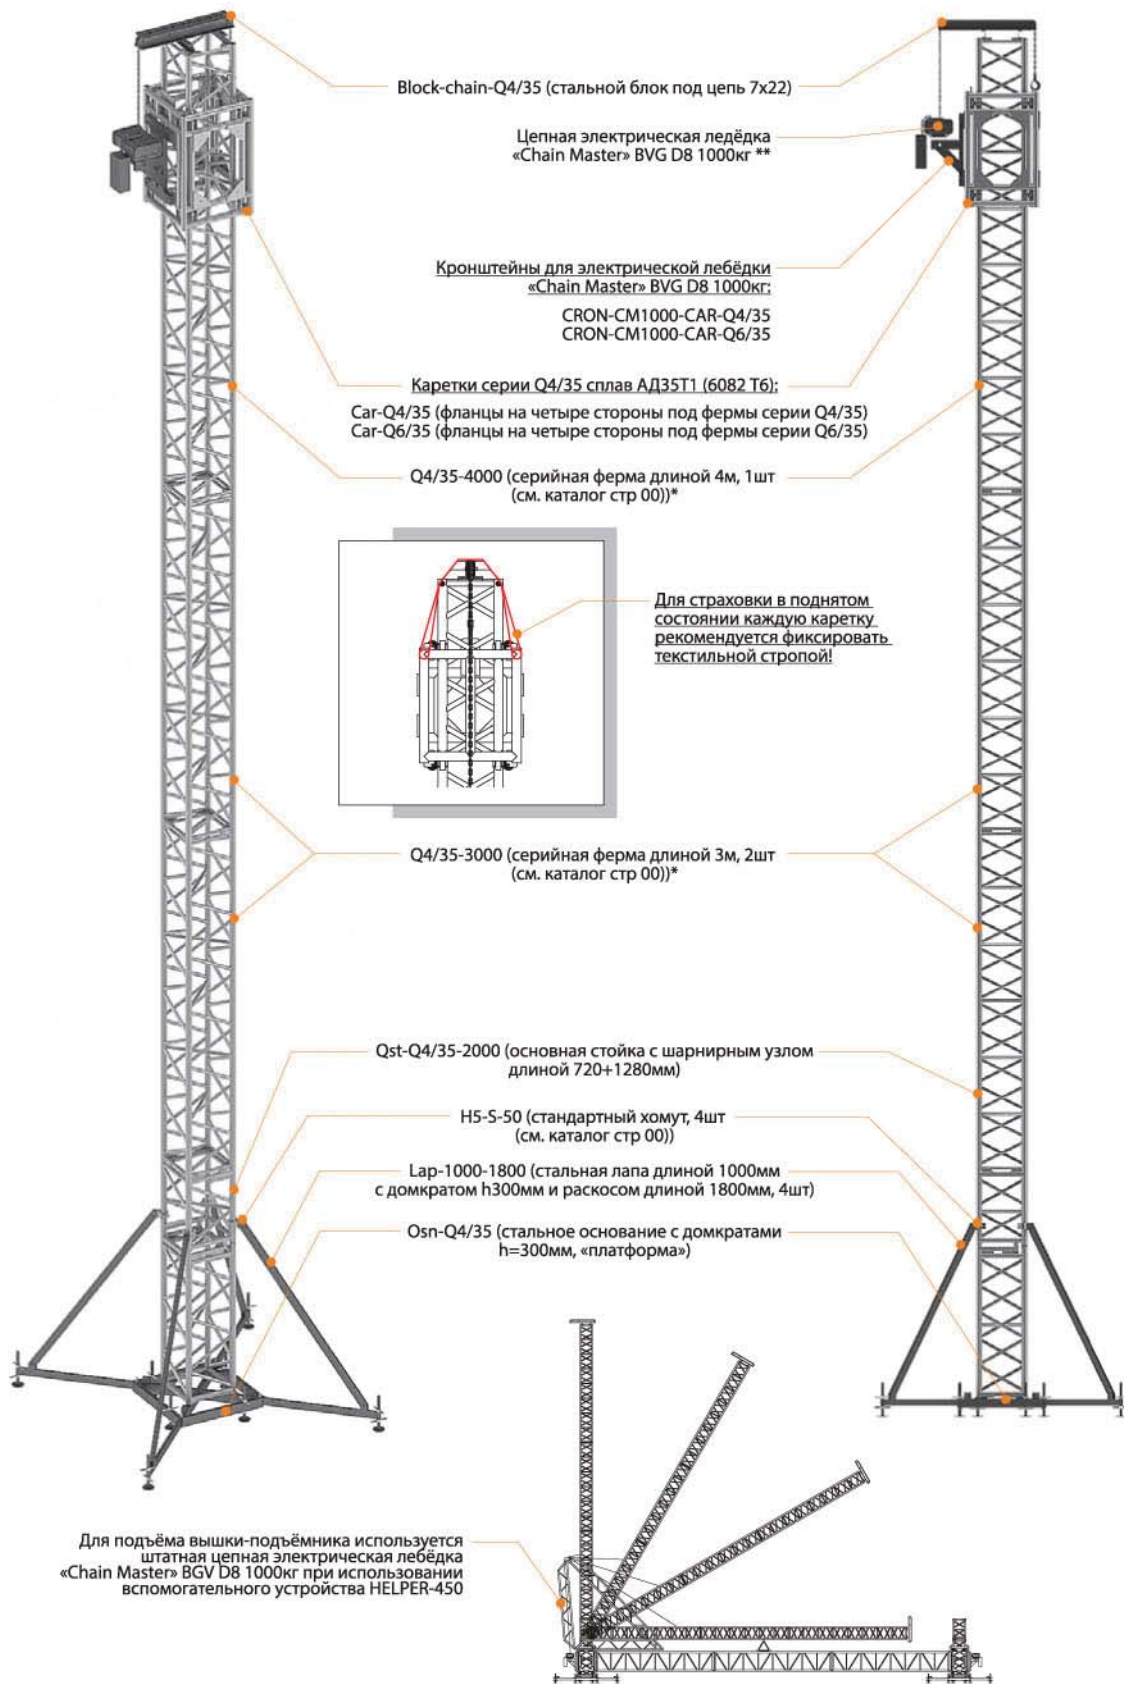 Block-chain-Q4/35 (стальной блок под цепь 7x22)
Цепная электрическая ледёдка
«Chain Master» BVG D8 1000кг **
Кронштейны для электрической лебёдки
«Chain Master» BVG D8 1000кг:
CRON-CM1000-CAR-Q4/35
CRON-CM1000-CAR-Q6/35
Каретки серии Q4/35 сплав АД35Т1 (6082 Т6):
Car-Q4/35 (фланцы на четыре стороны под фермы серии Q4/35)
Car-Q6/35 (фланцы на четыре стороны под фермы серии Q6/35)
Q4/35-4000 (серийная ферма длиной 4м, 1шт
(см. каталог стр 00))*
Для страховки в поднятом
состоянии каждую каретку
рекомендуется фиксировать
текстильной стропой!
Q4/35-3000 (серийная ферма длиной 3м, 2шт
(см. каталог стр 00))*
Qst-Q4/35-2000 (основная стойка с шарнирным узлом
длиной 720+1280мм)
H5-S-50 (стандартный хомут, 4шт
(см. каталог стр 00))
Lap-1000-1800 (стальная лапа длиной 1000мм
с домкратом h300мм и раскосом длиной 1800мм, 4шт)
Osn-Q4/35 (стальное основание с домкратами
h=300мм, «платформа»)
Для подъёма вышки-подъёмника используется
штатная цепная электрическая лебёдка
«Chain Master» BGV D8 1000кг при использовании
вспомогательного устройства HELPER-450